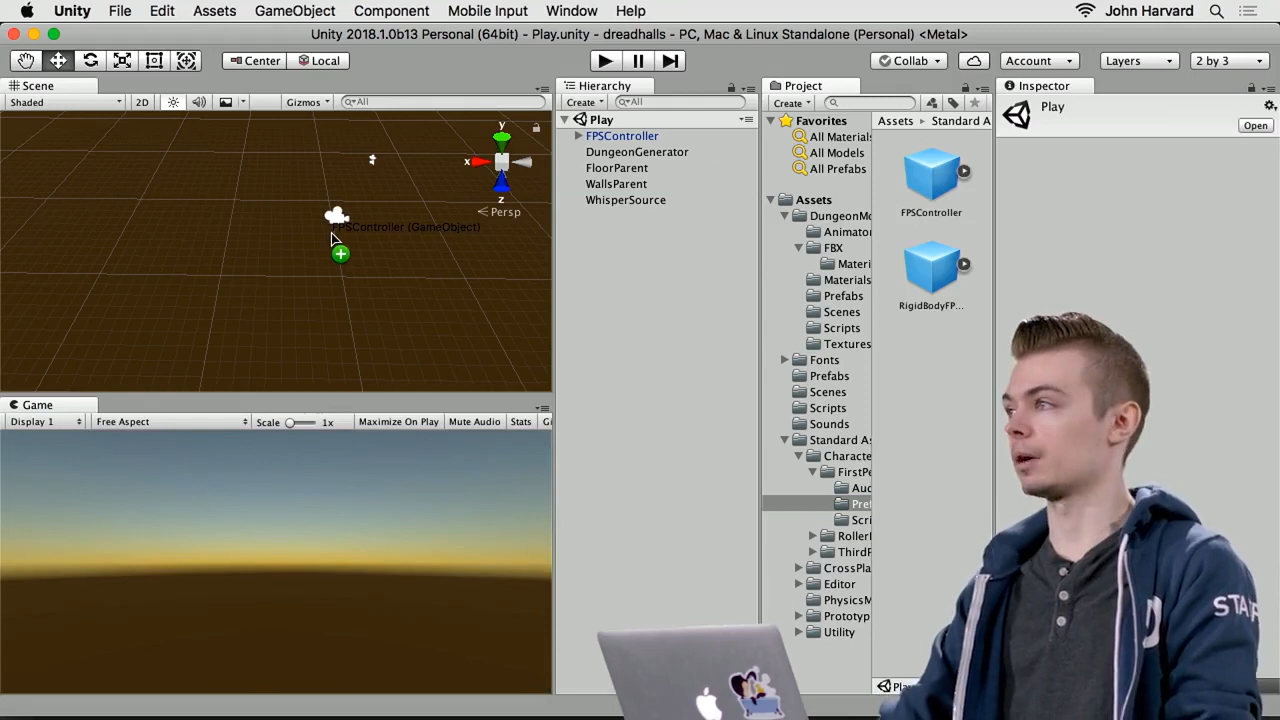 Unity File Edit Assets GameObject Component Mobile Input Window Help John Harvard
Unity 2018.1.0b13 Personal (64bit) - Play.unity - dreadhalls - PC, Mac & Linux Standalone (Personal) <Metal>
Center Local Collab Account Layers 2 by 3
Scene
Shaded 2D Gizmos All
y
x
z
Persp
FPSController (GameObject)
Game
Display 1 Free Aspect Scale 1x Maximize On Play Mute Audio Stats Gi
Hierarchy
Create All
Play
FPSController
DungeonGenerator
FloorParent
WallsParent
WhisperSource
Project
Create
Favorites
All Materials
All Models
All Prefabs
Assets
DungeonMo
Animator
FBX
Materi
Materials
Prefabs
Scenes
Scripts
Textures
Fonts
Prefabs
Scenes
Scripts
Sounds
Standard As
Characte
FirstPe
Aud
Pref
Scri
RollerB
ThirdP
CrossPla
Editor
PhysicsM
Prototyp
Utility
Assets Standard A
FPSController
RigidBodyFP...
Play
Inspector
Play
Open